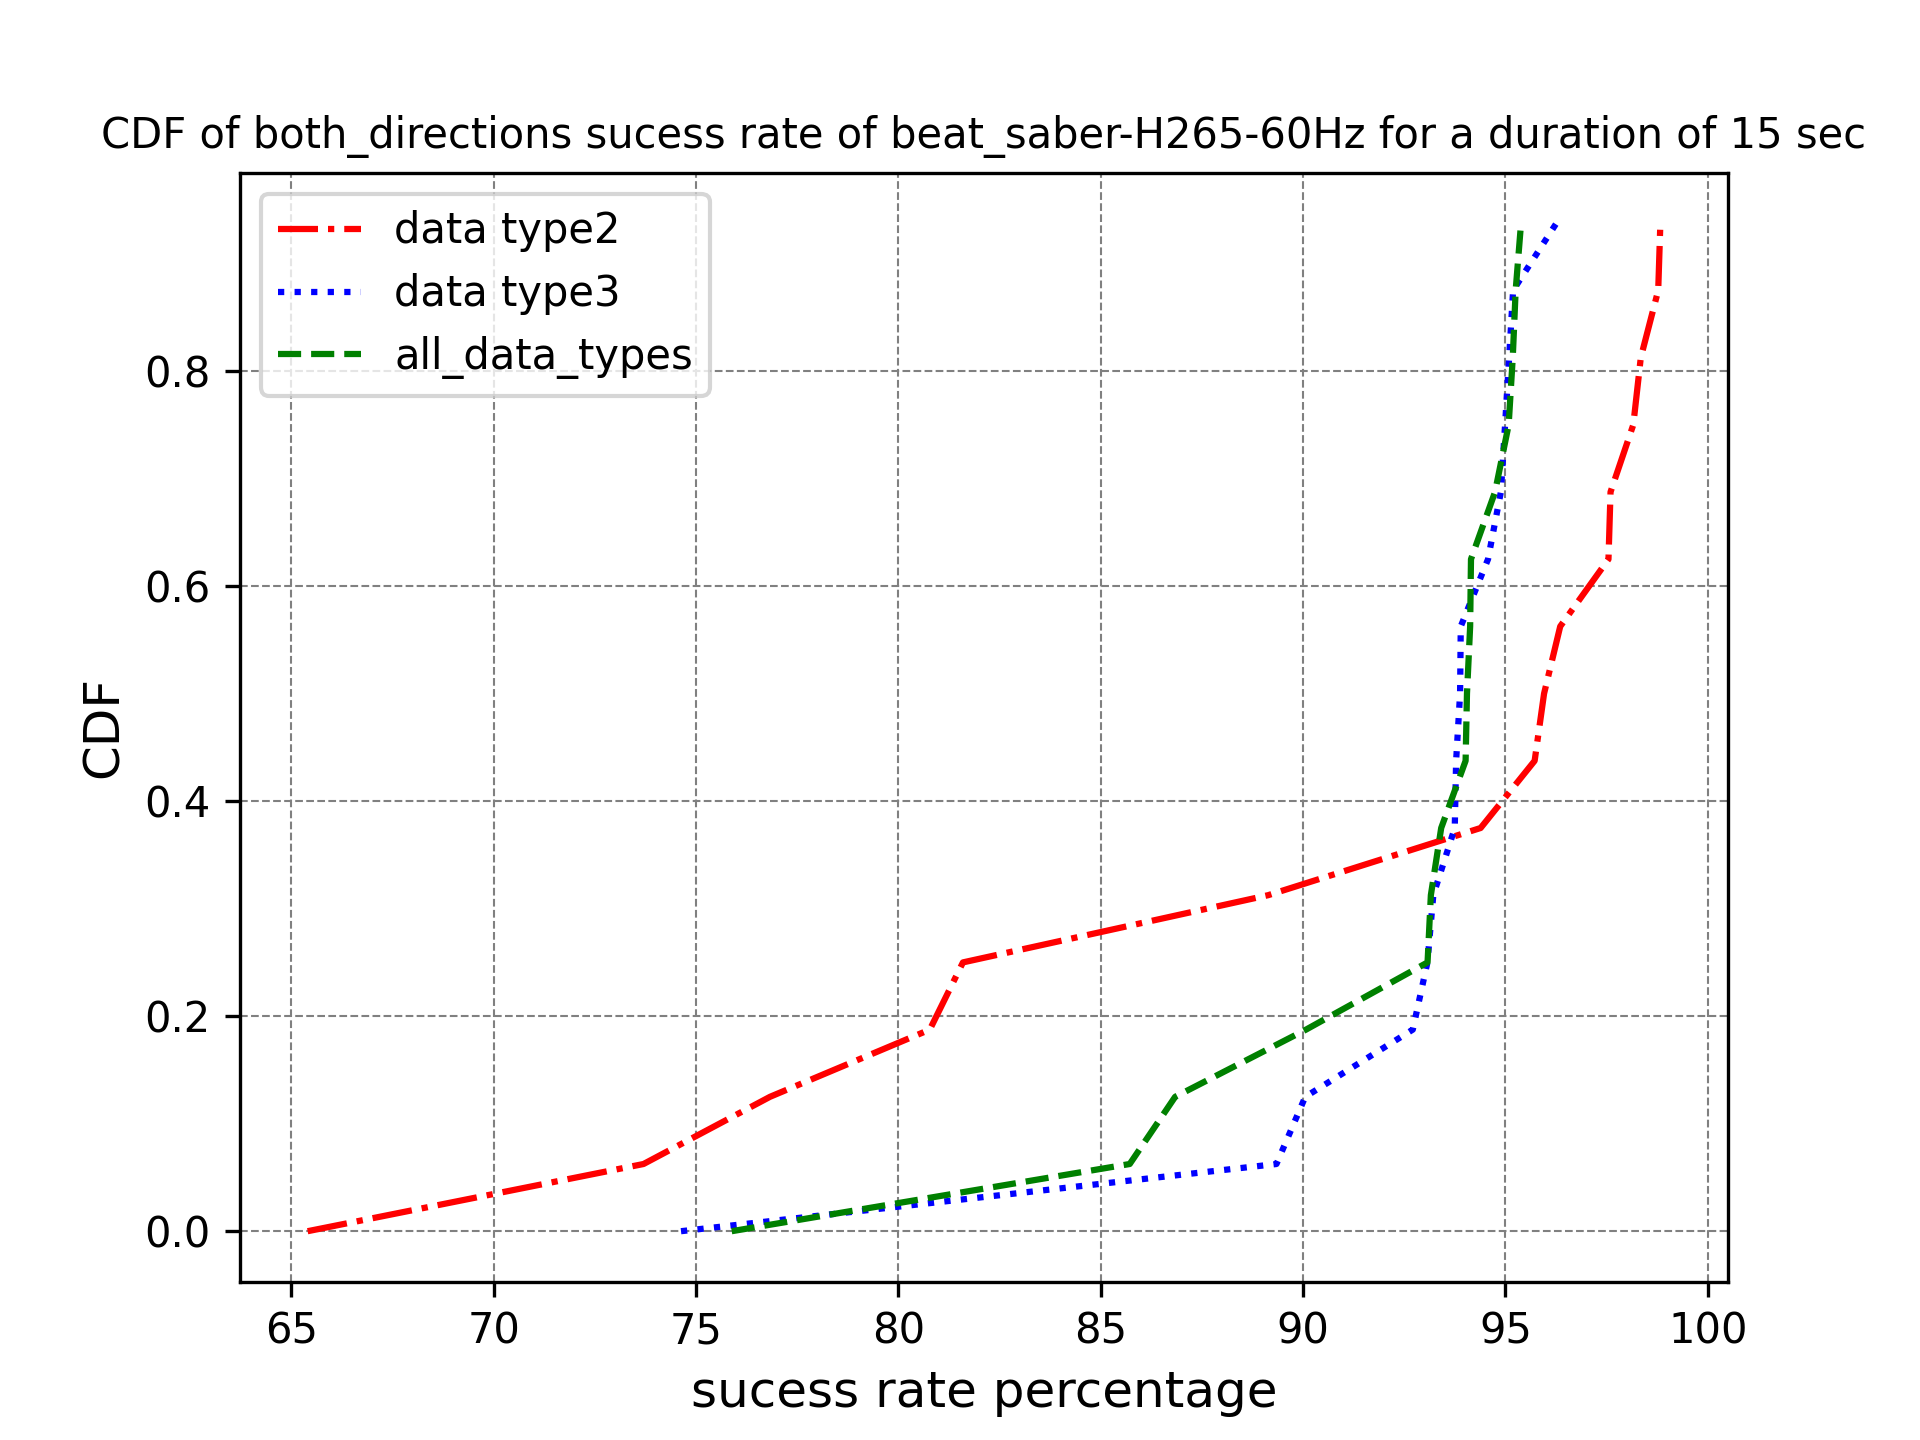 CDF of both_directions sucess rate of beat_saber-H265-60Hz for a duration of 15 sec
data type2
data type3
all_data_types
0.8
0.6
0.4
0.2
0.0
CDF
65 70 75 80 85 90 95 100
sucess rate percentage